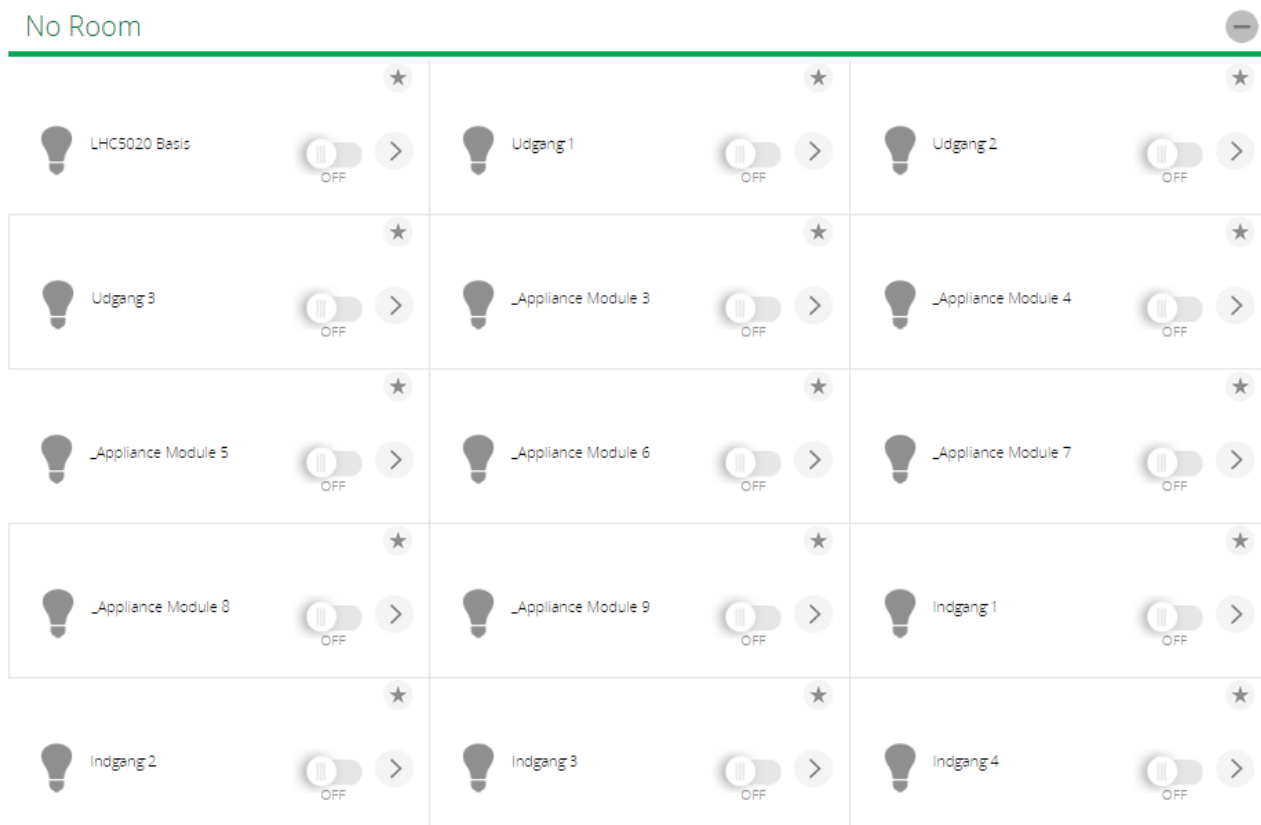 No Room
LHC5020 Basis
OFF
Udgang 1
OFF
Udgang 2
OFF
Udgang 3
OFF
_Appliance Module 3
OFF
_Appliance Module 4
OFF
_Appliance Module 5
OFF
_Appliance Module 6
OFF
_Appliance Module 7
OFF
_Appliance Module 8
OFF
_Appliance Module 9
OFF
Indgang 1
OFF
Indgang 2
OFF
Indgang 3
OFF
Indgang 4
OFF